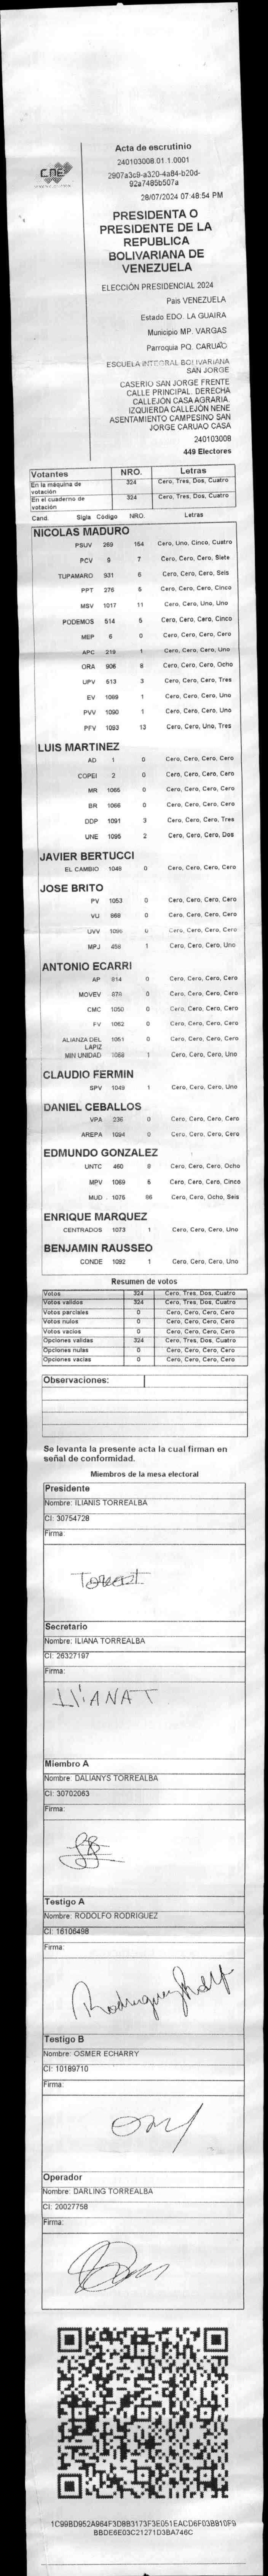 CNE
Acta de escrutinio
240103008.01.1.0001
2907a3c9-a320-4a84-b20d-
92a7485b507a
28/07/2024 07:48:54 PM
PRESIDENTA O
PRESIDENTE DE LA
REPUBLICA
BOLIVARIANA DE
VENEZUELA
ELECCIÓN PRESIDENCIAL 2024
País VENEZUELA
Estado EDO. LA GUAIRA
Municipio MP. VARGAS
Parroquia PQ. CARUAO
ESCUELA INTEGRAL BOLIVARIANA
SAN JORGE
CASERIO SAN JORGE FRENTE
CALLE PRINCIPAL. DERECHA
CALLEJÓN CASA AGRARIA.
IZQUIERDA CALLEJÓN NENE
ASENTAMIENTO CAMPESINO SAN
JORGE CARUAO CASA
240103008
449 Electores
Votantes NRO. Letras
En la máquina de votación 324 Cero, Tres, Dos, Cuatro
En el cuaderno de votación 324 Cero, Tres, Dos, Cuatro
Cand. Sigla Código NRO. Letras
NICOLAS MADURO
PSUV 269 154 Cero, Uno, Cinco, Cuatro
PCV 9 7 Cero, Cero, Cero, Siete
TUPAMARO 931 6 Cero, Cero, Cero, Seis
PPT 275 5 Cero, Cero, Cero, Cinco
MSV 1017 11 Cero, Cero, Uno, Uno
PODEMOS 514 5 Cero, Cero, Cero, Cinco
MEP 6 0 Cero, Cero, Cero, Cero
APC 219 1 Cero, Cero, Cero, Uno
ORA 906 8 Cero, Cero, Cero, Ocho
UPV 613 3 Cero, Cero, Cero, Tres
EV 1089 1 Cero, Cero, Cero, Uno
PVV 1090 1 Cero, Cero, Cero, Uno
PFV 1093 13 Cero, Cero, Uno, Tres
LUIS MARTINEZ
AD 1 0 Cero, Cero, Cero, Cero
COPEI 2 0 Cero, Cero, Cero, Cero
MR 1065 0 Cero, Cero, Cero, Cero
BR 1066 0 Cero, Cero, Cero, Cero
DDP 1091 3 Cero, Cero, Cero, Tres
UNE 1095 2 Cero, Cero, Cero, Dos
JAVIER BERTUCCI
EL CAMBIO 1048 0 Cero, Cero, Cero, Cero
JOSE BRITO
PV 1053 0 Cero, Cero, Cero, Cero
VU 868 0 Cero, Cero, Cero, Cero
UVV 1096 0 Cero, Cero, Cero, Cero
MPJ 458 1 Cero, Cero, Cero, Uno
ANTONIO ECARRI
AP 914 0 Cero, Cero, Cero, Cero
MOVEV 876 0 Cero, Cero, Cero, Cero
CMC 1050 0 Cero, Cero, Cero, Cero
FV 1062 0 Cero, Cero, Cero, Cero
ALIANZA DEL LAPIZ 1051 0 Cero, Cero, Cero, Cero
MIN UNIDAD 1058 1 Cero, Cero, Cero, Uno
CLAUDIO FERMIN
SPV 1049 1 Cero, Cero, Cero, Uno
DANIEL CEBALLOS
VPA 236 0 Cero, Cero, Cero, Cero
AREPA 1094 0 Cero, Cero, Cero, Cero
EDMUNDO GONZALEZ
UNTC 460 8 Cero, Cero, Cero, Ocho
MPV 1069 5 Cero, Cero, Cero, Cinco
MUD 1075 86 Cero, Cero, Ocho, Seis
ENRIQUE MARQUEZ
CENTRADOS 1073 1 Cero, Cero, Cero, Uno
BENJAMIN RAUSSEO
CONDE 1092 1 Cero, Cero, Cero, Uno
Resumen de votos
Votos 324 Cero, Tres, Dos, Cuatro
Votos validos 324 Cero, Tres, Dos, Cuatro
Votos parciales 0 Cero, Cero, Cero, Cero
Votos nulos 0 Cero, Cero, Cero, Cero
Votos vacios 0 Cero, Cero, Cero, Cero
Opciones validas 324 Cero, Tres, Dos, Cuatro
Opciones nulas 0 Cero, Cero, Cero, Cero
Opciones vacías 0 Cero, Cero, Cero, Cero
Observaciones:
Se levanta la presente acta la cual firman en
señal de conformidad.
Miembros de la mesa electoral
Presidente
Nombre: ILIANIS TORREALBA
CI: 30754728
Firma:
Secretario
Nombre: ILIANA TORREALBA
CI: 26327197
Firma:
ILIANA T
Miembro A
Nombre: DALIANYS TORREALBA
CI: 30702063
Firma:
Testigo A
Nombre: RODOLFO RODRIGUEZ
CI: 16106498
Firma:
Testigo B
Nombre: OSMER ECHARRY
CI: 10189710
Firma:
Operador
Nombre: DARLING TORREALBA
CI: 20027758
Firma:
1C99BD952A964F3D8B3173F3E051EACD6F03B810F9
BBDE6E03C21271D3BA746C